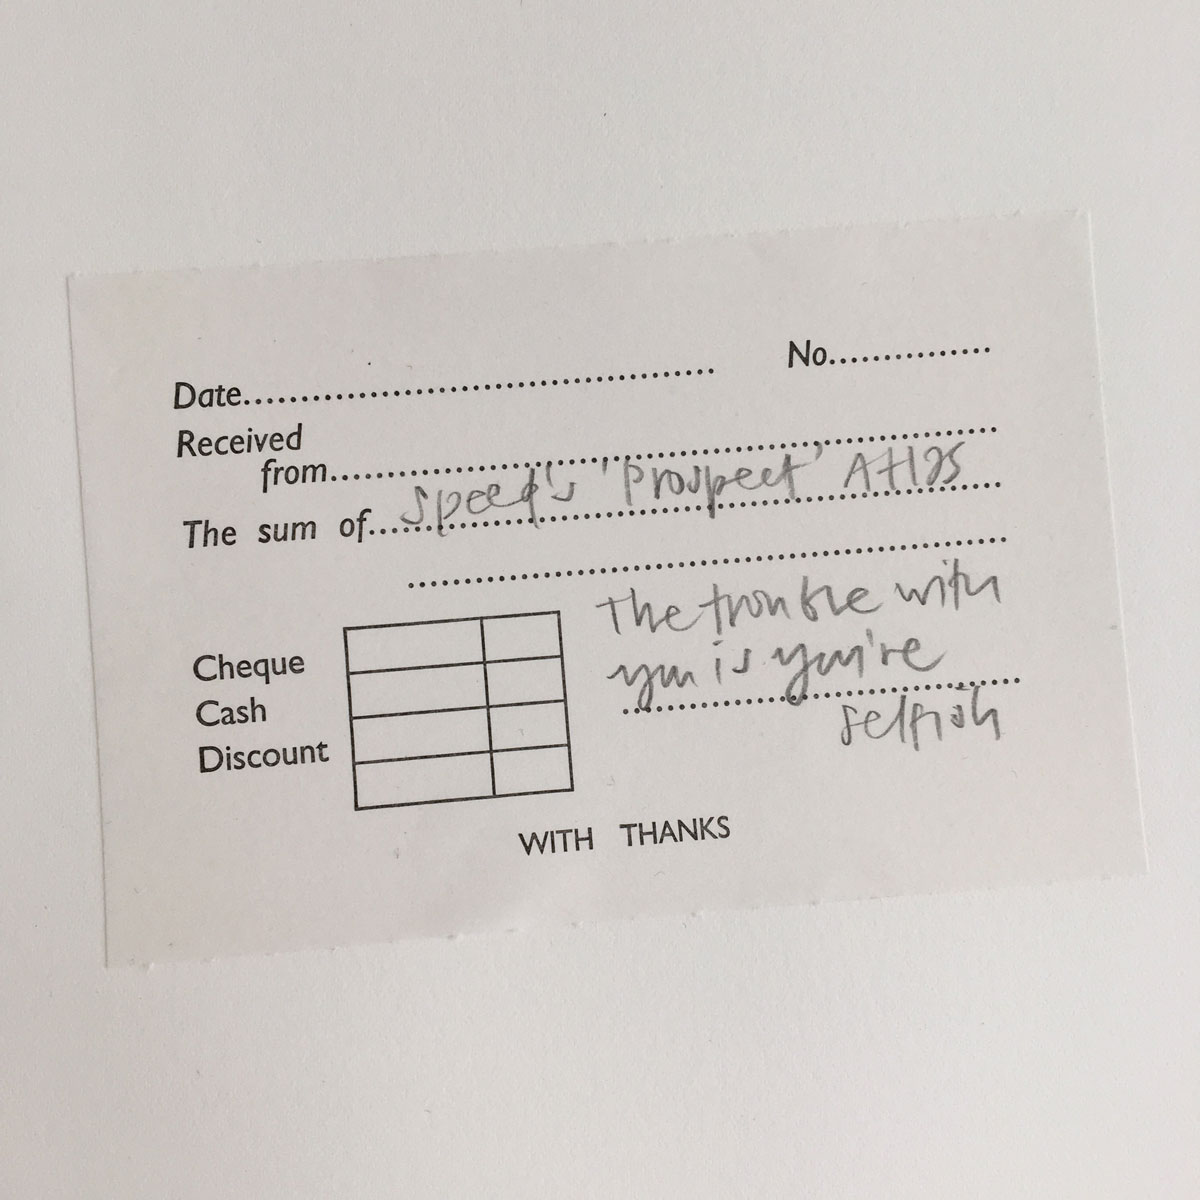 Date........................................ No...............
Received
from............................................................
The sum of...... Speed's 'Prospect' Atlas
............................................................
The trouble with
Cheque
you is you're
Cash
selfish
Discount
WITH THANKS